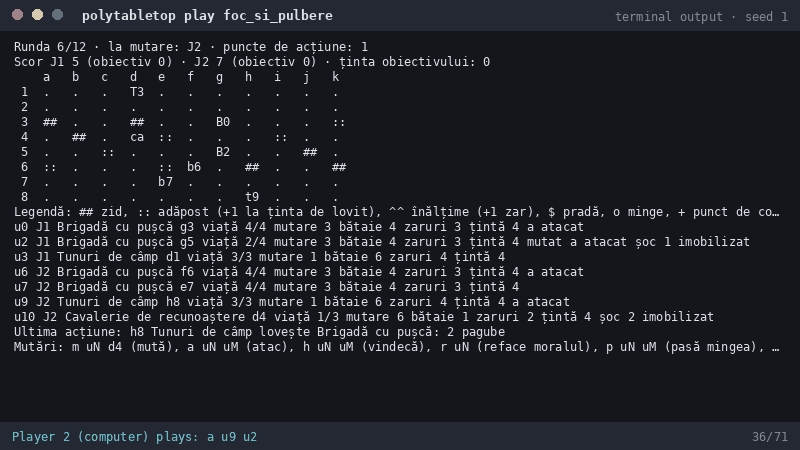 polytabletop play foc_si_pulbere
terminal output · seed 1
Runda 6/12 · la mutare: J2 · puncte de acțiune: 1
Scor J1 5 (obiectiv 0) · J2 7 (obiectiv 0) · ținta obiectivului: 0
a b c d e f g h i j k
1 . . . T3 . . . . . . .
2 . . . . . . . . . . .
3 ## . . ## . . B0 . . . ::
4 . ## . ca :: . . . :: . .
5 . . :: . . . B2 . . ## .
6 :: . . . :: b6 . ## . . ##
7 . . . . b7 . . . . . .
8 . . . . . . . t9 . . .
Legendă: ## zid, :: adăpost (+1 la ținta de lovit), ^^ înălțime (+1 zar), $ pradă, o minge, + punct de co…
u0 J1 Brigadă cu pușcă g3 viață 4/4 mutare 3 bătaie 4 zaruri 3 țintă 4 a atacat
u2 J1 Brigadă cu pușcă g5 viață 2/4 mutare 3 bătaie 4 zaruri 3 țintă 4 mutat a atacat șoc 1 imobilizat
u3 J1 Tunuri de câmp d1 viață 3/3 mutare 1 bătaie 6 zaruri 4 țintă 4
u6 J2 Brigadă cu pușcă f6 viață 4/4 mutare 3 bătaie 4 zaruri 3 țintă 4 a atacat
u7 J2 Brigadă cu pușcă e7 viață 4/4 mutare 3 bătaie 4 zaruri 3 țintă 4
u9 J2 Tunuri de câmp h8 viață 3/3 mutare 1 bătaie 6 zaruri 4 țintă 4 a atacat
u10 J2 Cavalerie de recunoaștere d4 viață 1/3 mutare 6 bătaie 1 zaruri 2 țintă 4 șoc 2 imobilizat
Ultima acțiune: h8 Tunuri de câmp lovește Brigadă cu pușcă: 2 pagube
Mutări: m uN d4 (mută), a uN uM (atac), h uN uM (vindecă), r uN (reface moralul), p uN uM (pasă mingea), …
Player 2 (computer) plays: a u9 u2
36/71